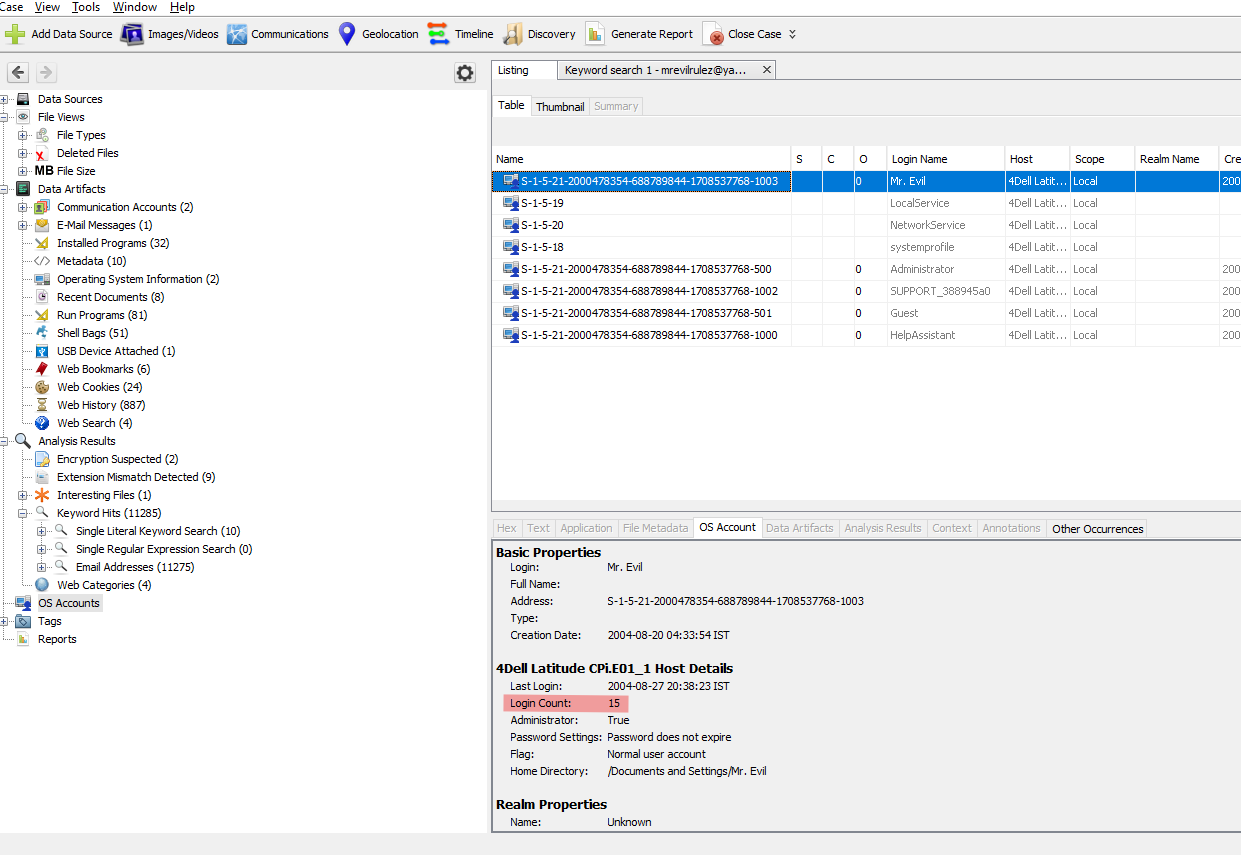 Case View Tools Window Help
Add Data Source Images/Videos Communications Geolocation Timeline Discovery Generate Report Close Case
Listing Keyword search 1 - mrevilrulez@ya... ✕
Table Thumbnail Summary
Data Sources
File Views
File Types
Deleted Files
MB File Size
Data Artifacts
Communication Accounts (2)
E-Mail Messages (1)
Installed Programs (32)
Metadata (10)
Operating System Information (2)
Recent Documents (8)
Run Programs (81)
Shell Bags (51)
USB Device Attached (1)
Web Bookmarks (6)
Web Cookies (24)
Web History (887)
Web Search (4)
Analysis Results
Encryption Suspected (2)
Extension Mismatch Detected (9)
Interesting Files (1)
Keyword Hits (11285)
Single Literal Keyword Search (10)
Single Regular Expression Search (0)
Email Addresses (11275)
Web Categories (4)
OS Accounts
Tags
Reports
Name S C O Login Name Host Scope Realm Name Cre
S-1-5-21-2000478354-688789844-1708537768-1003 0 Mr. Evil 4Dell Latit... Local 200
S-1-5-19 LocalService 4Dell Latit... Local
S-1-5-20 NetworkService 4Dell Latit... Local
S-1-5-18 systemprofile 4Dell Latit... Local
S-1-5-21-2000478354-688789844-1708537768-500 0 Administrator 4Dell Latit... Local 200
S-1-5-21-2000478354-688789844-1708537768-1002 0 SUPPORT_388945a0 4Dell Latit... Local 200
S-1-5-21-2000478354-688789844-1708537768-501 0 Guest 4Dell Latit... Local 200
S-1-5-21-2000478354-688789844-1708537768-1000 0 HelpAssistant 4Dell Latit... Local 200
Hex Text Application File Metadata OS Account Data Artifacts Analysis Results Context Annotations Other Occurrences
Basic Properties
Login: Mr. Evil
Full Name:
Address: S-1-5-21-2000478354-688789844-1708537768-1003
Type:
Creation Date: 2004-08-20 04:33:54 IST
4Dell Latitude CPi.E01_1 Host Details
Last Login: 2004-08-27 20:38:23 IST
Login Count: 15
Administrator: True
Password Settings: Password does not expire
Flag: Normal user account
Home Directory: /Documents and Settings/Mr. Evil
Realm Properties
Name: Unknown